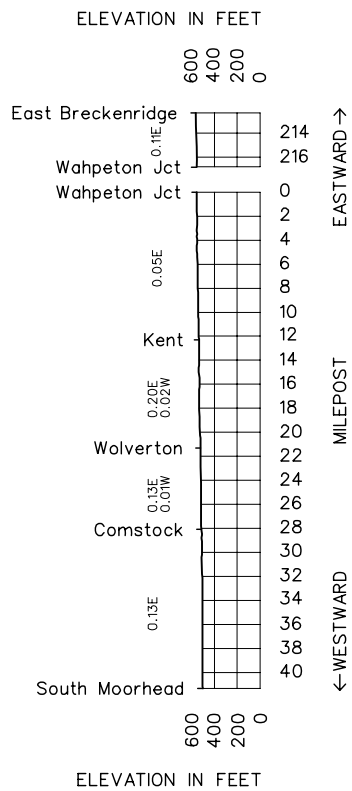 ELEVATION IN FEET
600 400 200 0
East Breckenridge
0.11E
214
216
Wahpeton Jct
Wahpeton Jct
0
2
4
0.05E
6
8
10
Kent
12
14
0.20E
0.02W
16
18
20
Wolverton
22
0.13E
0.01W
24
26
Comstock
28
30
32
0.13E
34
36
38
40
South Moorhead
EASTWARD→
MILEPOST
←WESTWARD
600 400 200 0
ELEVATION IN FEET